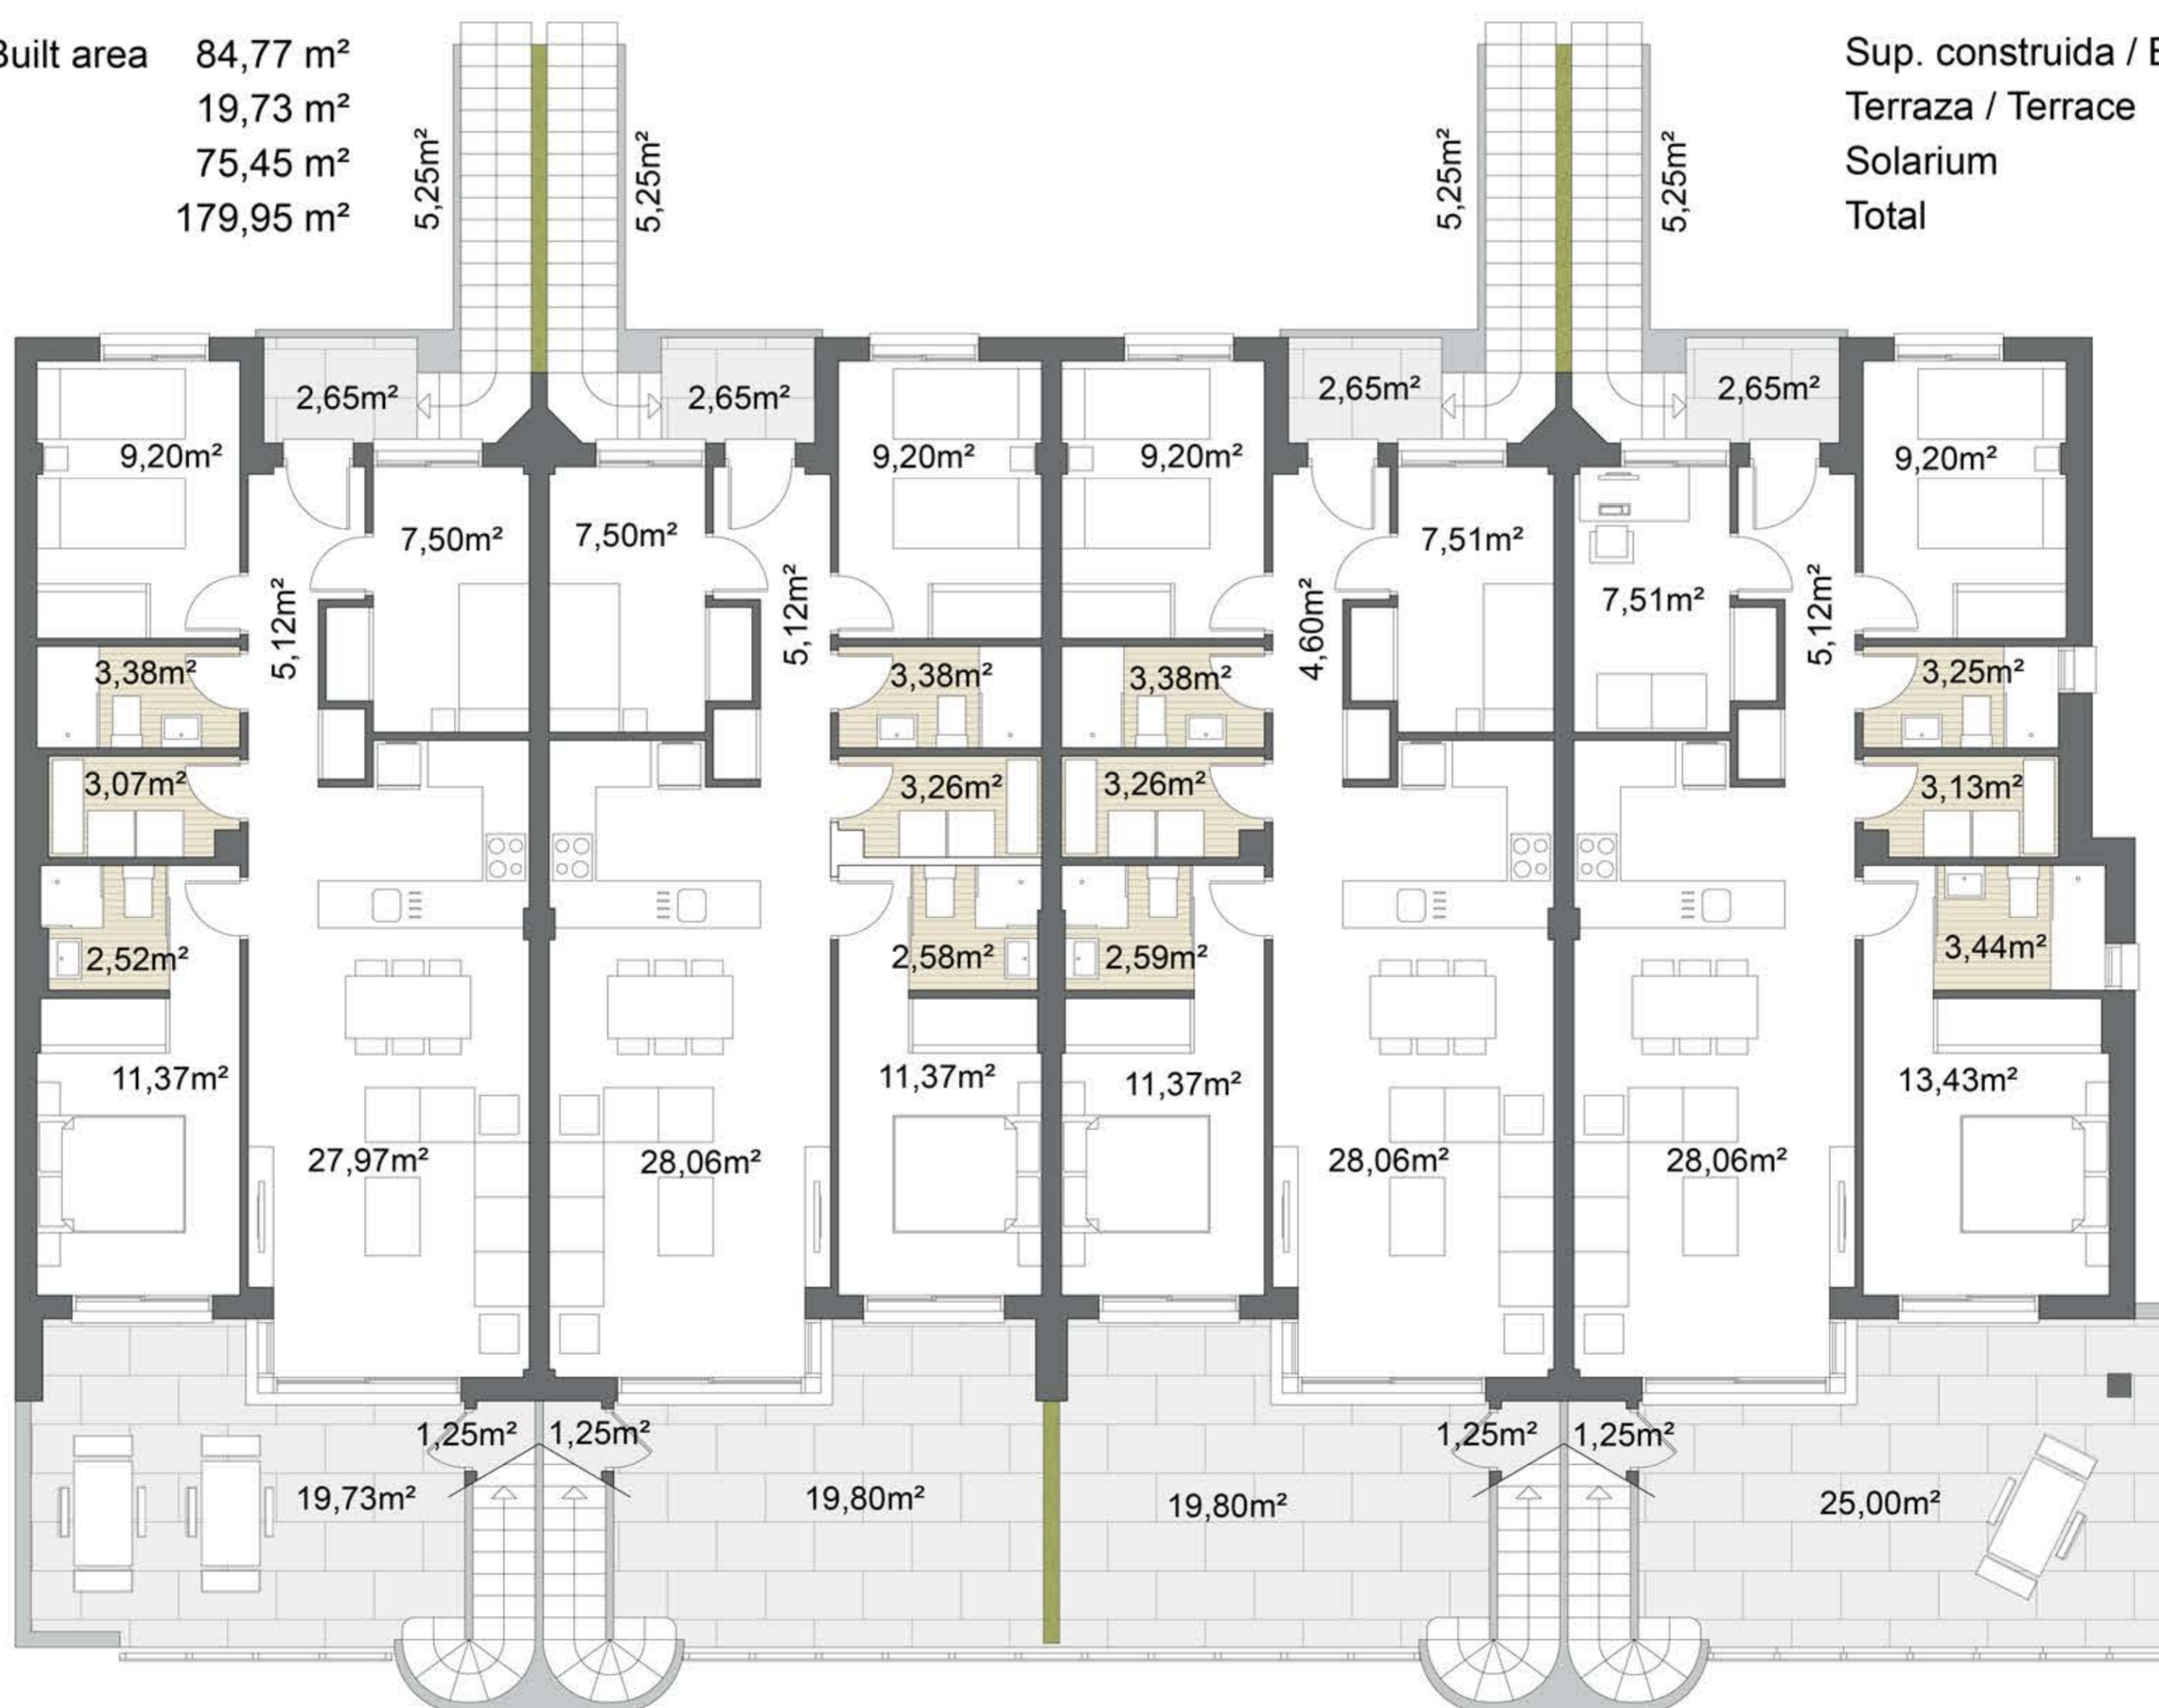 Built area 84,77 m²
19,73 m²
75,45 m²
179,95 m²
Sup. construida /
Terraza / Terrace
Solarium
Total
5,25m²
5,25m²
5,25m²
5,25m²
2,65m²
2,65m²
2,65m²
2,65m²
9,20m²
9,20m²
9,20m²
9,20m²
7,50m²
7,50m²
7,51m²
7,51m²
5,12m²
5,12m²
4,60m²
5,12m²
3,38m²
3,38m²
3,38m²
3,25m²
3,07m²
3,26m²
3,26m²
3,13m²
2,52m²
2,58m²
2,59m²
3,44m²
11,37m²
11,37m²
11,37m²
13,43m²
27,97m²
28,06m²
28,06m²
28,06m²
1,25m²
1,25m²
1,25m²
1,25m²
19,73m²
19,80m²
19,80m²
25,00m²